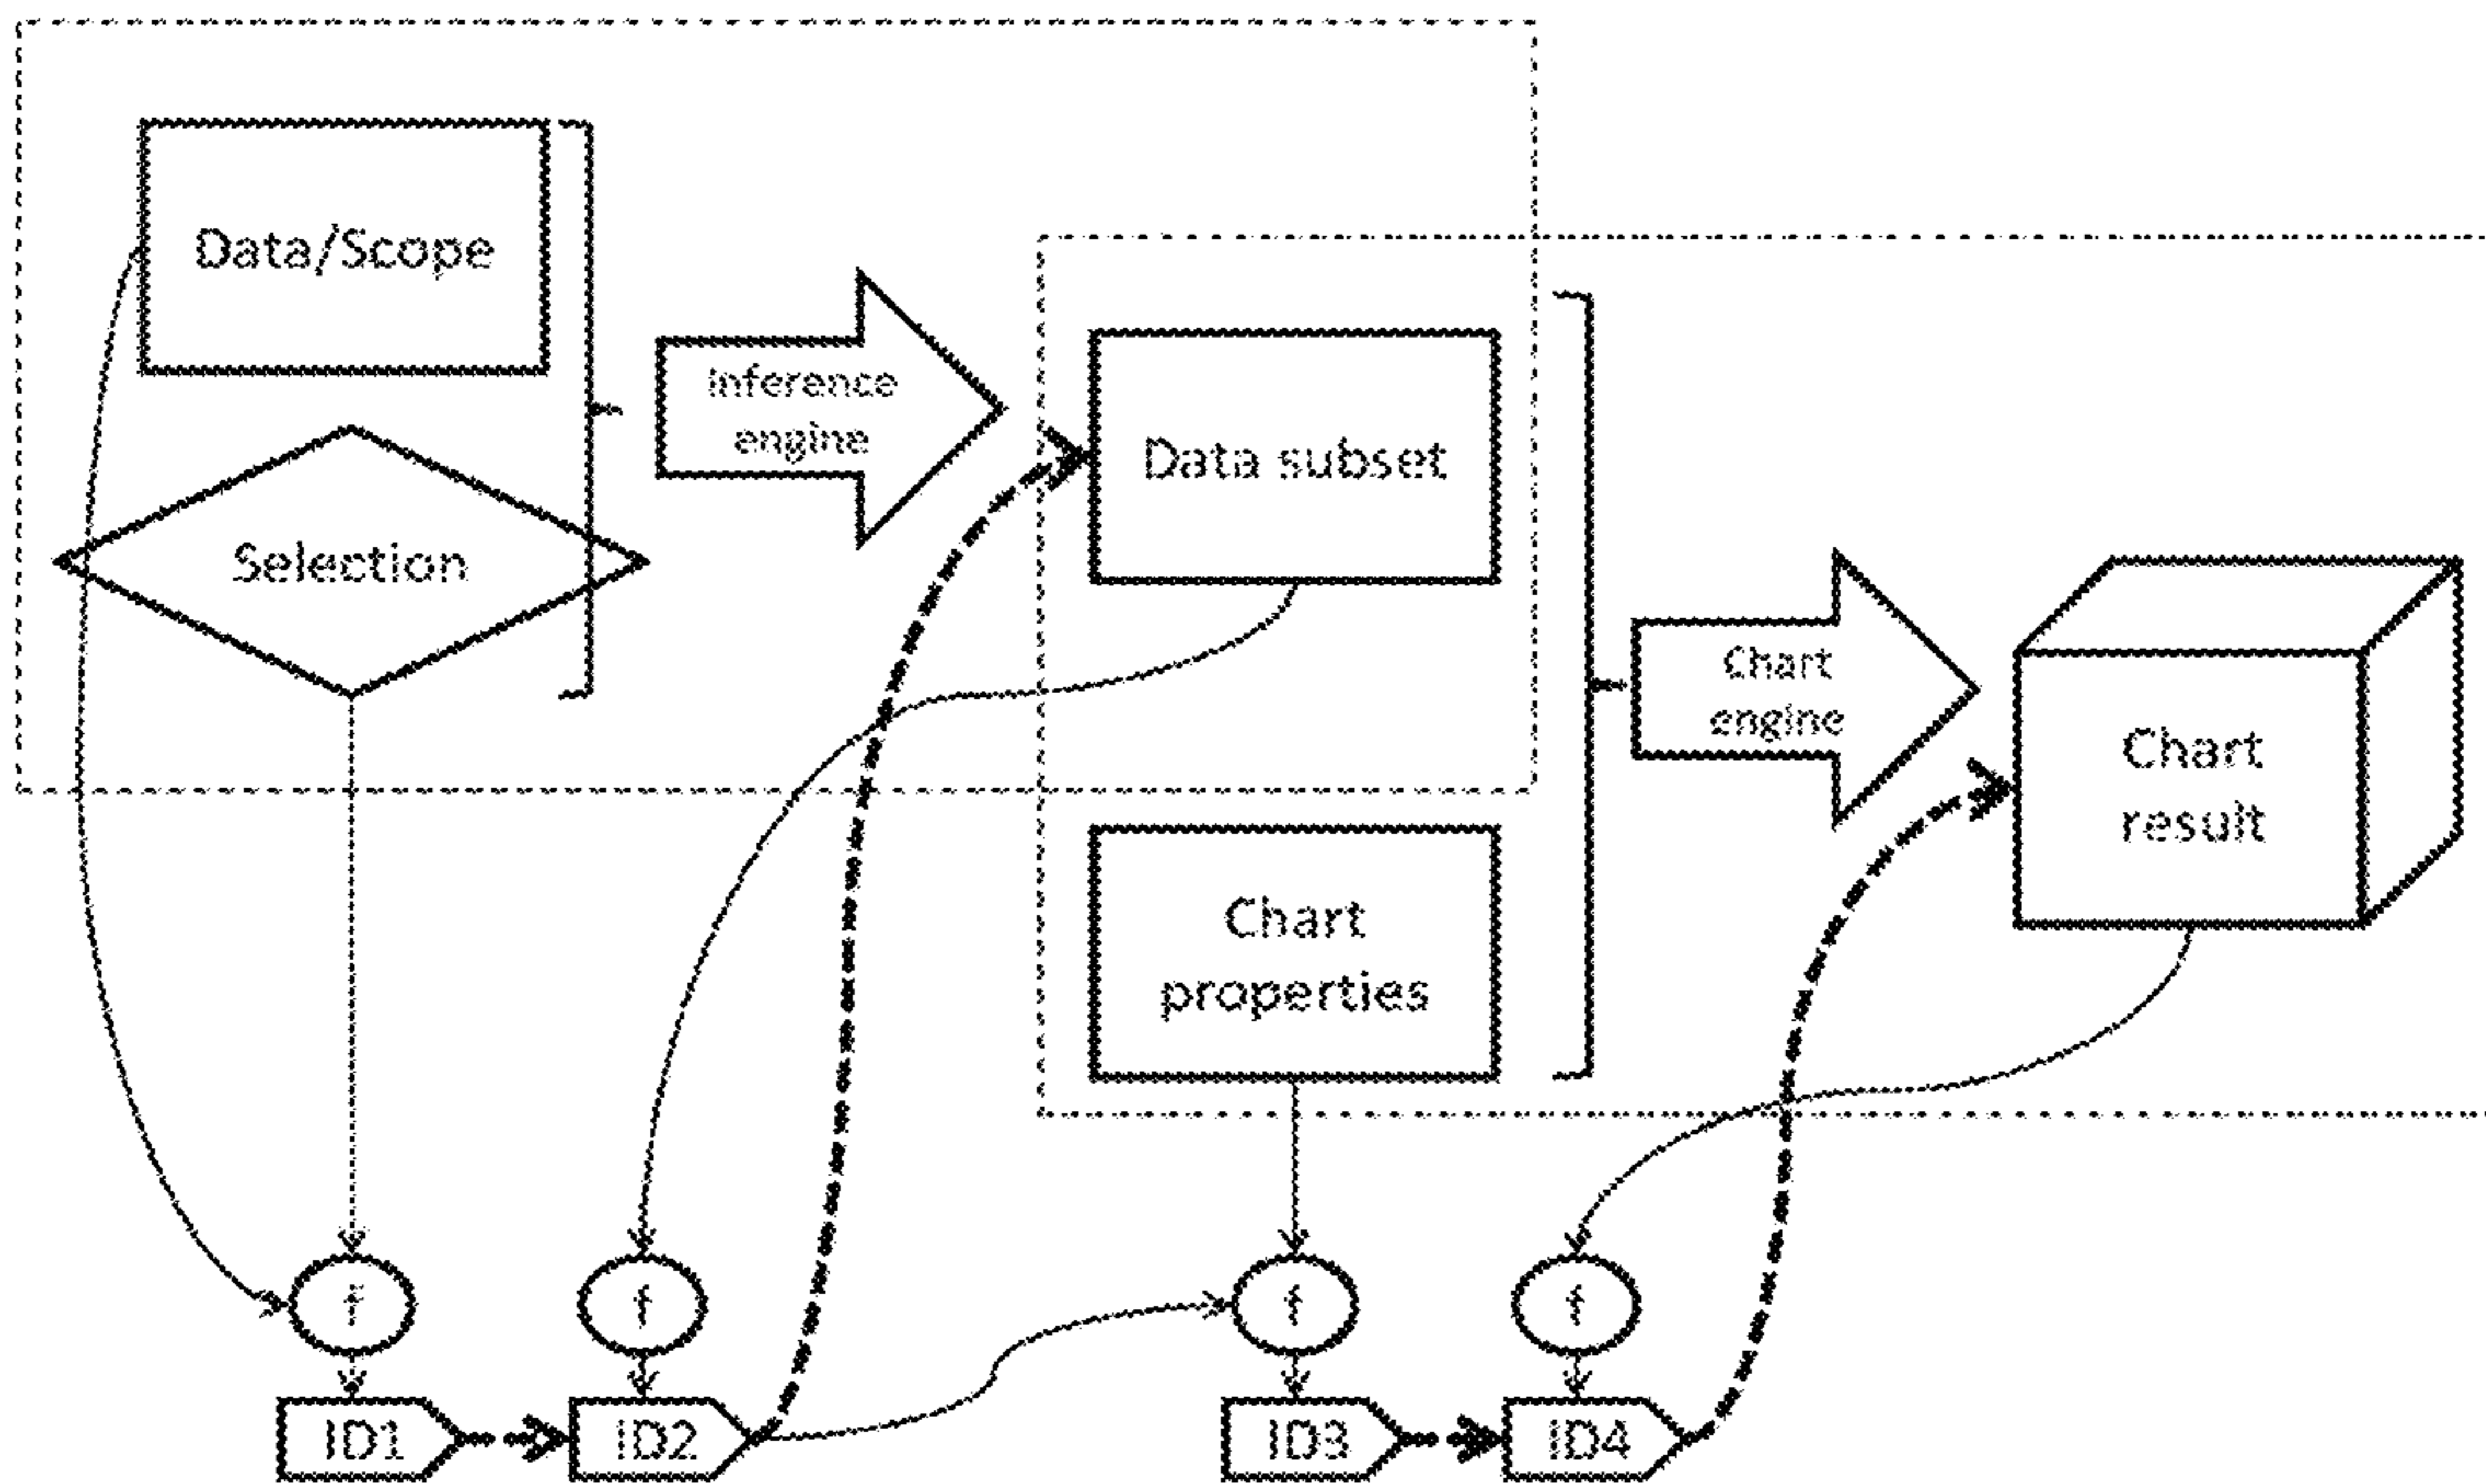 Data/Scope
Selection
Inference
engine
Data subset
Chart
properties
Chart
engine
Chart
result
f
f
f
f
ID1
ID2
ID3
ID4